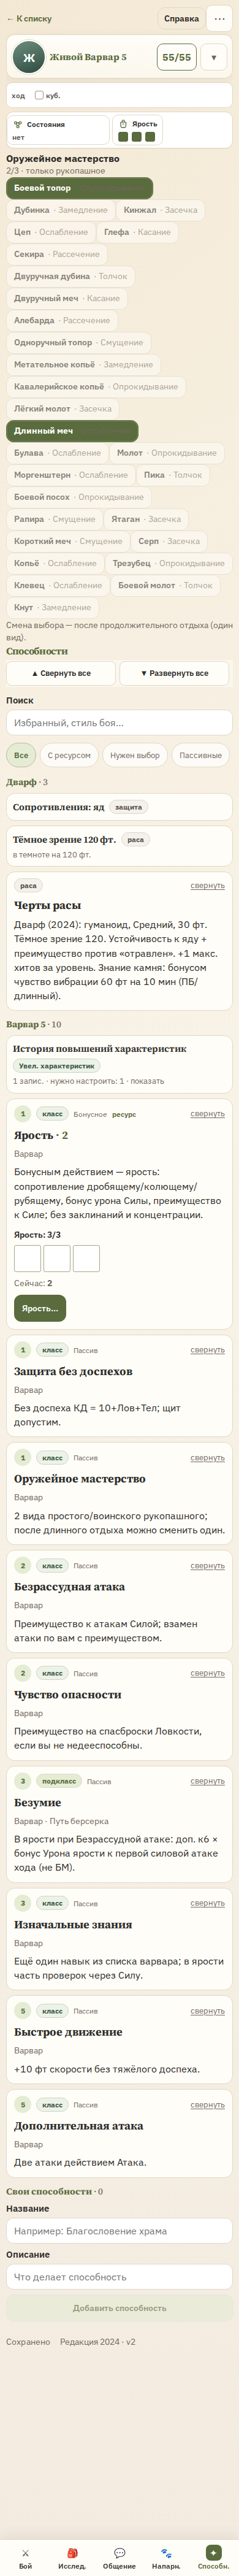 ← К списку
Справка
⋯
Ж
Живой Варвар 5
55/55
▾
ход
куб.
Состояния
нет
Ярость
Оружейное мастерство
2/3 · только рукопашное
Боевой топор
Дубинка · Замедление
Кинжал · Засечка
Цеп · Ослабление
Глефа · Касание
Секира · Рассечение
Двуручная дубина · Толчок
Двуручный меч · Касание
Алебарда · Рассечение
Одноручный топор · Смущение
Метательное копьё · Замедление
Кавалерийское копьё · Опрокидывание
Лёгкий молот · Засечка
Длинный меч
Булава · Ослабление
Молот · Опрокидывание
Моргенштерн · Ослабление
Пика · Толчок
Боевой посох · Опрокидывание
Рапира · Смущение
Ятаган · Засечка
Короткий меч · Смущение
Серп · Засечка
Копьё · Ослабление
Трезубец · Опрокидывание
Клевец · Ослабление
Боевой молот · Толчок
Кнут · Замедление
Смена выбора — после продолжительного отдыха (один
вид).
Способности
▲ Свернуть все
▼ Развернуть все
Поиск
Избранный, стиль боя…
Все
С ресурсом
Нужен выбор
Пассивные
Дварф · 3
Сопротивления: яд
защита
Тёмное зрение 120 фт.
раса
в темноте на 120 фт.
раса
свернуть
Черты расы
Дварф (2024): гуманоид, Средний, 30 фт.
Тёмное зрение 120. Устойчивость к яду +
преимущество против «отравлен». +1 макс.
хитов за уровень. Знание камня: бонусом
чувство вибрации 60 фт на 10 мин (ПБ/
длинный).
Варвар 5 · 10
История повышений характеристик
Увел. характеристик
1 запис. · нужно настроить: 1 · показать
1
класс
Бонусное
ресурс
свернуть
Ярость · 2
Варвар
Бонусным действием — ярость:
сопротивление дробящему/колющему/
рубящему, бонус урона Силы, преимущество
к Силе; без заклинаний и концентрации.
Ярость: 3/3
Сейчас: 2
Ярость…
1
класс
Пассив
свернуть
Защита без доспехов
Варвар
Без доспеха КД = 10+Лов+Тел; щит
допустим.
1
класс
Пассив
свернуть
Оружейное мастерство
Варвар
2 вида простого/воинского рукопашного;
после длинного отдыха можно сменить один.
2
класс
Пассив
свернуть
Безрассудная атака
Варвар
Преимущество к атакам Силой; взамен
атаки по вам с преимуществом.
2
класс
Пассив
свернуть
Чувство опасности
Варвар
Преимущество на спасброски Ловкости,
если вы не недееспособны.
3
подкласс
Пассив
свернуть
Безумие
Варвар · Путь берсерка
В ярости при Безрассудной атаке: доп. к6 ×
бонус Урона ярости к первой силовой атаке
хода (не БМ).
3
класс
Пассив
свернуть
Изначальные знания
Варвар
Ещё один навык из списка варвара; в ярости
часть проверок через Силу.
5
класс
Пассив
свернуть
Быстрое движение
Варвар
+10 фт скорости без тяжёлого доспеха.
5
класс
Пассив
свернуть
Дополнительная атака
Варвар
Две атаки действием Атака.
Свои способности · 0
Название
Например: Благословение храма
Описание
Что делает способность
Добавить способность
Сохранено
Редакция 2024 · v2
Бой
Исслед.
Общение
Напарн.
Способн.